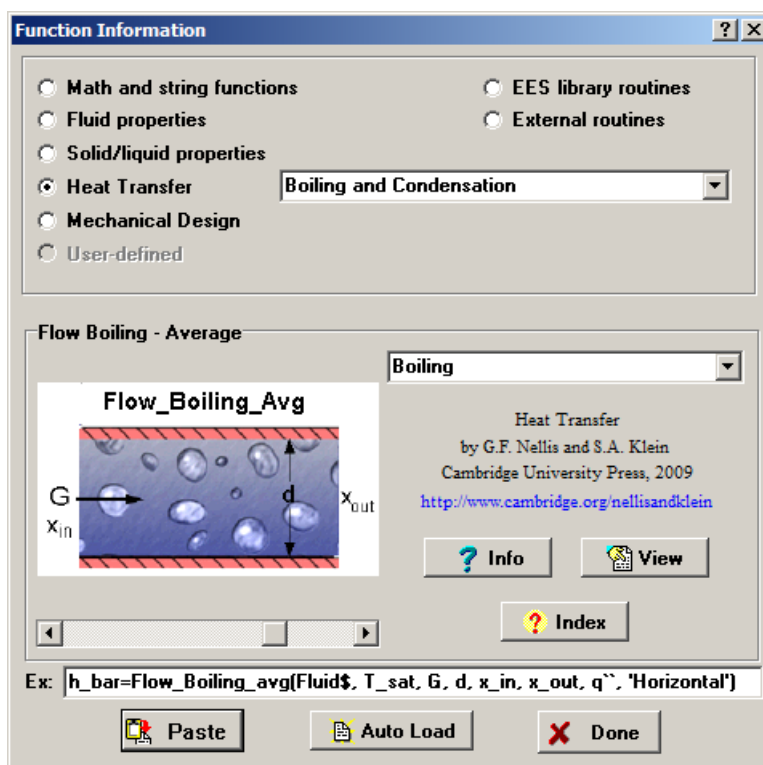 Function Information
Math and string functions
EES library routines
Fluid properties
External routines
Solid/liquid properties
Heat Transfer
Boiling and Condensation
Mechanical Design
User-defined
Flow Boiling - Average
Boiling
Flow_Boiling_Avg
G
x_in
d
x_out
Heat Transfer
by G.F. Nellis and S.A. Klein
Cambridge University Press, 2009
http://www.cambridge.org/nellisandklein
? Info
View
? Index
Ex: h_bar=Flow_Boiling_avg(Fluid$, T_sat, G, d, x_in, x_out, q``, 'Horizontal')
Paste
Auto Load
Done